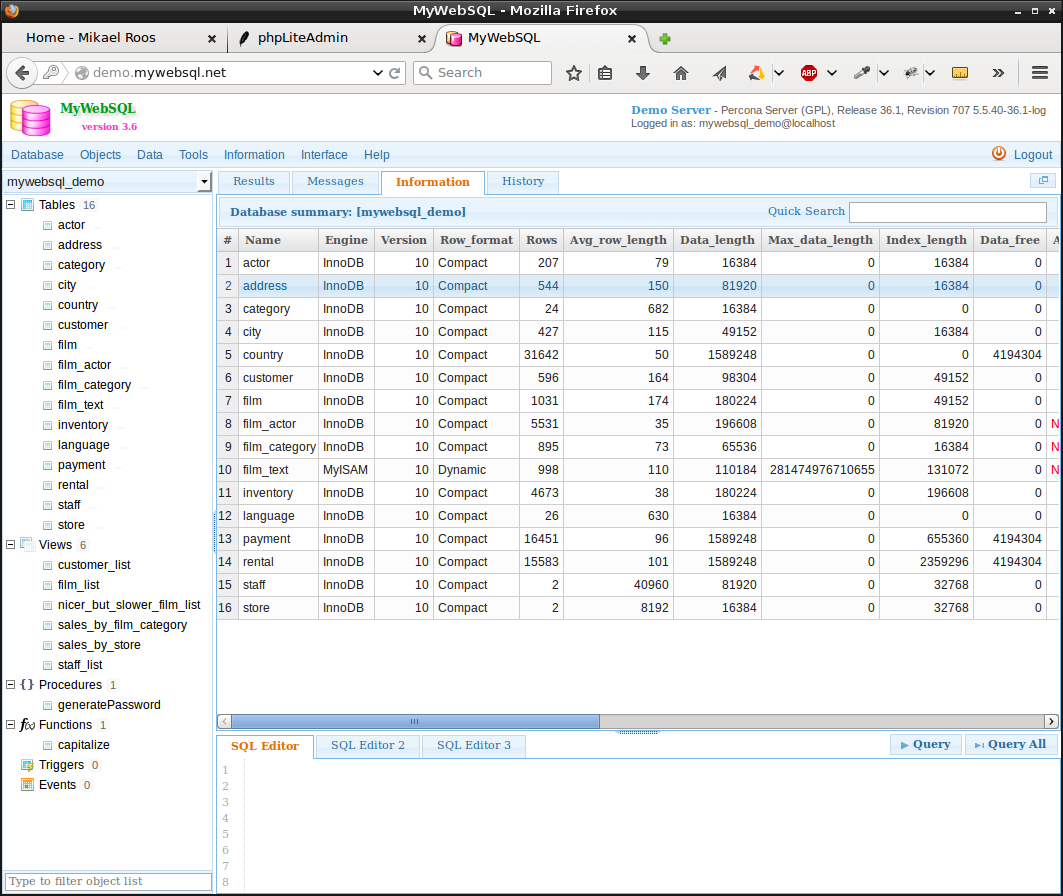 MyWebSQL - Mozilla Firefox
Home - Mikael Roos
phpLiteAdmin
MyWebSQL
demo.mywebsql.net
Search
ABP
MyWebSQL
version 3.6
Demo Server - Percona Server (GPL), Release 36.1, Revision 707 5.5.40-36.1-log
Logged in as: mywebsql_demo@localhost
Database Objects Data Tools Information Interface Help
Logout
mywebsql_demo
Tables 16
actor
address
category
city
country
customer
film
film_actor
film_category
film_text
inventory
language
payment
rental
staff
store
Views 6
customer_list
film_list
nicer_but_slower_film_list
sales_by_film_category
sales_by_store
staff_list
{} Procedures 1
generatePassword
f(x) Functions 1
capitalize
Triggers 0
Events 0
Type to filter object list
Results Messages Information History
Database summary: [mywebsql_demo]
Quick Search
# Name Engine Version Row_format Rows Avg_row_length Data_length Max_data_length Index_length Data_free A
1 actor InnoDB 10 Compact 207 79 16384 0 16384 0
2 address InnoDB 10 Compact 544 150 81920 0 16384 0
3 category InnoDB 10 Compact 24 682 16384 0 0 0
4 city InnoDB 10 Compact 427 115 49152 0 16384 0
5 country InnoDB 10 Compact 31642 50 1589248 0 0 4194304
6 customer InnoDB 10 Compact 596 164 98304 0 49152 0
7 film InnoDB 10 Compact 1031 174 180224 0 49152 0
8 film_actor InnoDB 10 Compact 5531 35 196608 0 81920 0 N
9 film_category InnoDB 10 Compact 895 73 65536 0 16384 0 N
10 film_text MyISAM 10 Dynamic 998 110 110184 281474976710655 131072 0 N
11 inventory InnoDB 10 Compact 4673 38 180224 0 196608 0
12 language InnoDB 10 Compact 26 630 16384 0 0 0
13 payment InnoDB 10 Compact 16451 96 1589248 0 655360 4194304
14 rental InnoDB 10 Compact 15583 101 1589248 0 2359296 4194304
15 staff InnoDB 10 Compact 2 40960 81920 0 32768 0
16 store InnoDB 10 Compact 2 8192 16384 0 32768 0
SQL Editor SQL Editor 2 SQL Editor 3
Query Query All
1
2
3
4
5
6
7
8